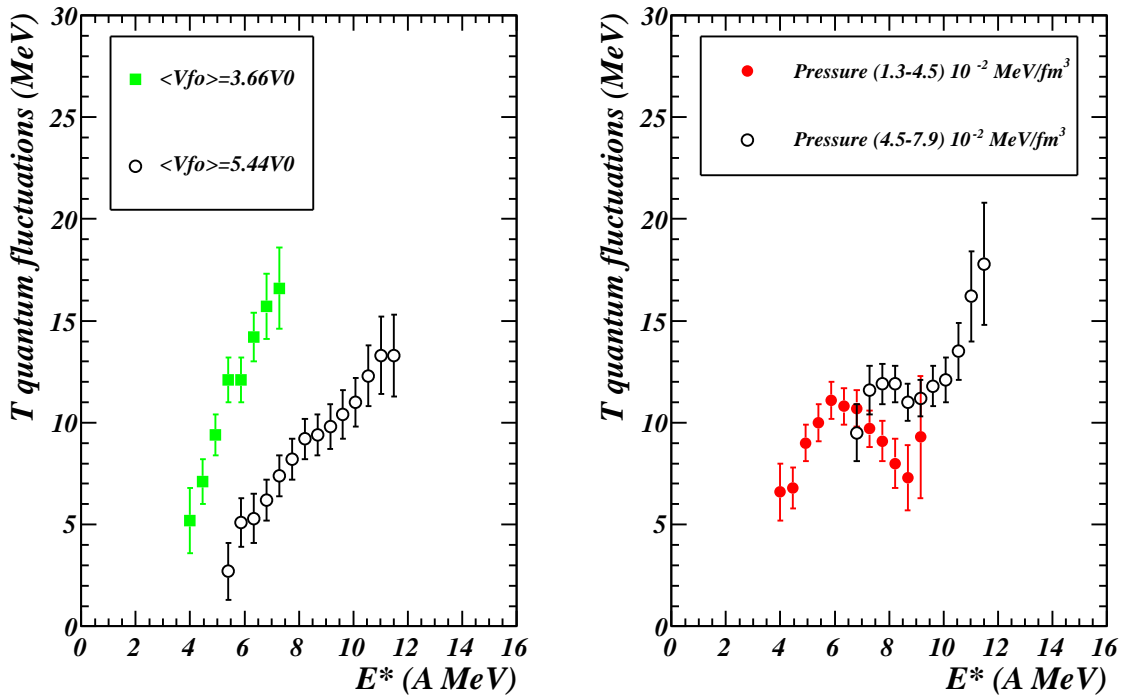 T quantum fluctuations (MeV)
30
25
20
15
10
5
0
<Vfo>=3.66V0
<Vfo>=5.44V0
0 2 4 6 8 10 12 14 16
E* (A MeV)
T quantum fluctuations (MeV)
30
25
20
15
10
5
0
Pressure (1.3-4.5) 10 -2 MeV/fm3
Pressure (4.5-7.9) 10-2 MeV/fm3
0 2 4 6 8 10 12 14 16
E* (A MeV)